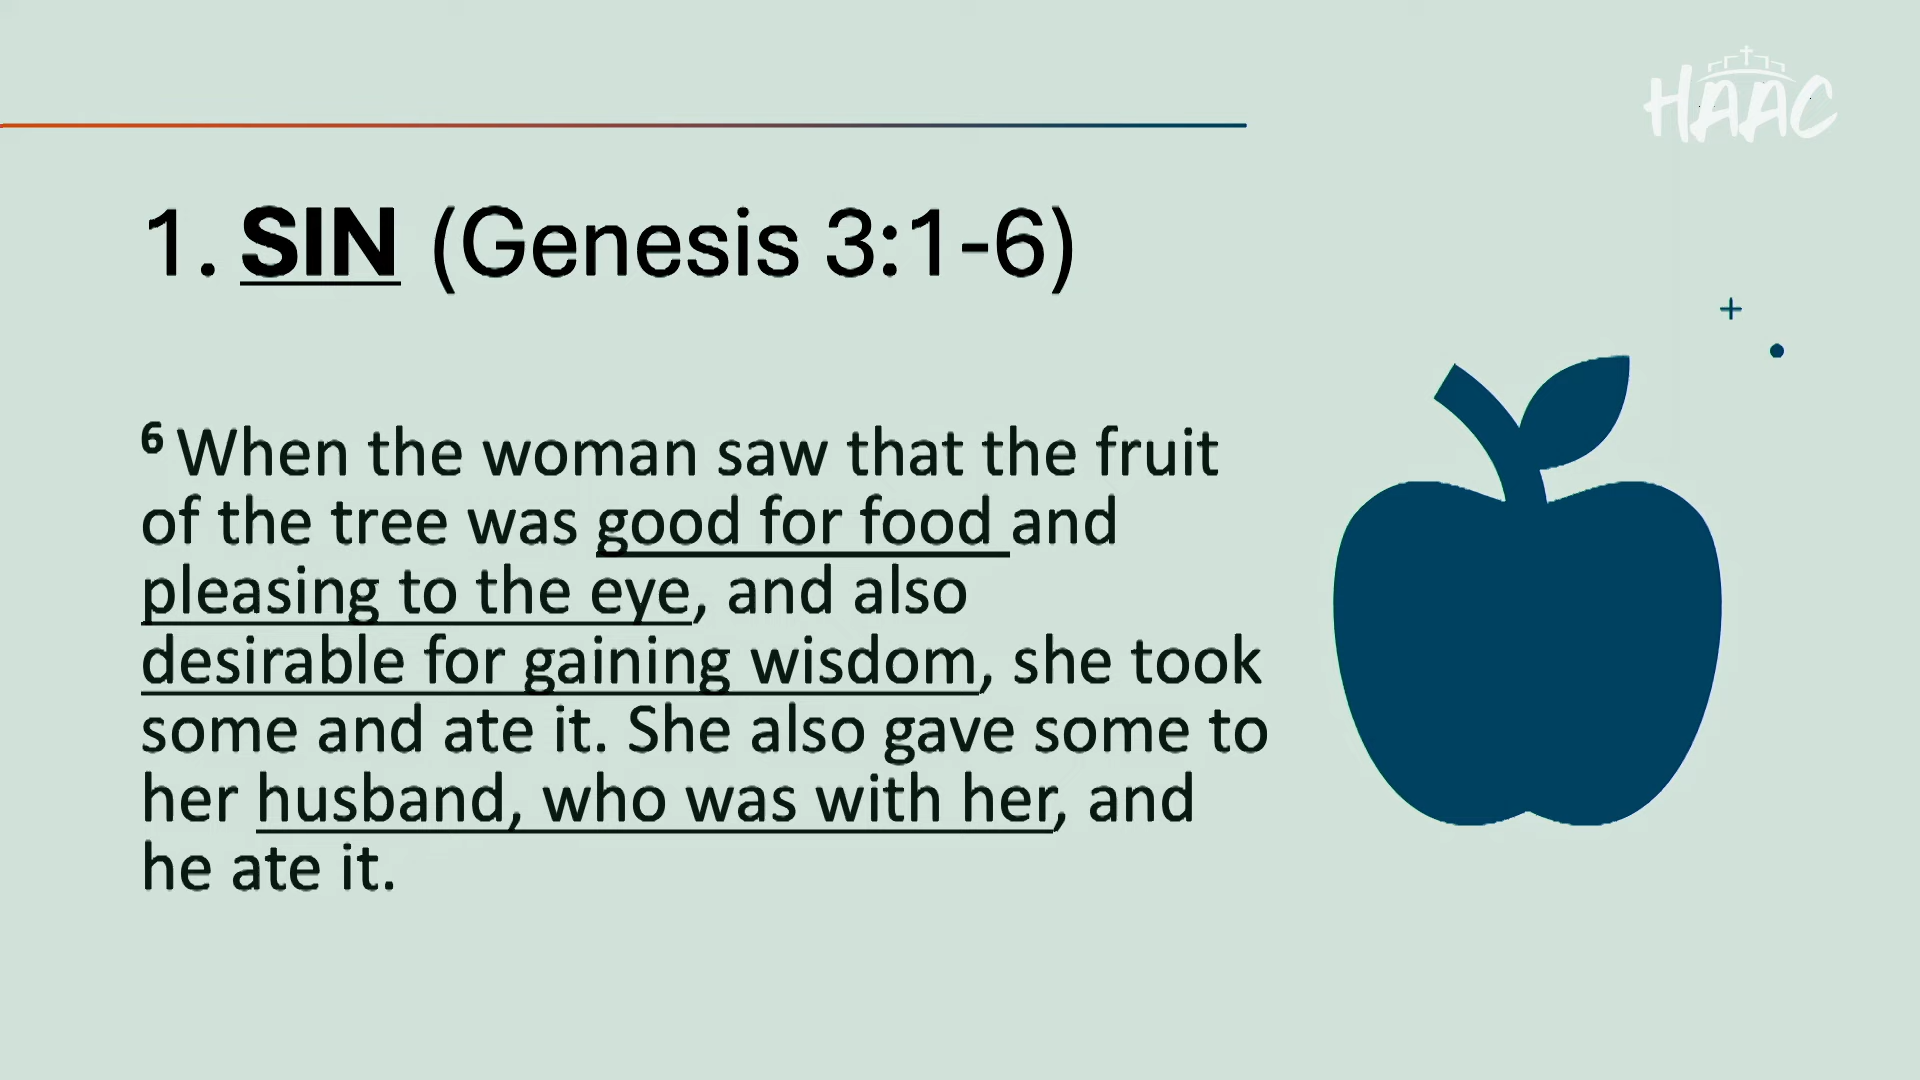 HAAC
1. SIN (Genesis 3:1-6)
6 When the woman saw that the fruit
of the tree was good for food and
pleasing to the eye, and also
desirable for gaining wisdom, she took
some and ate it. She also gave some to
her husband, who was with her, and
he ate it.